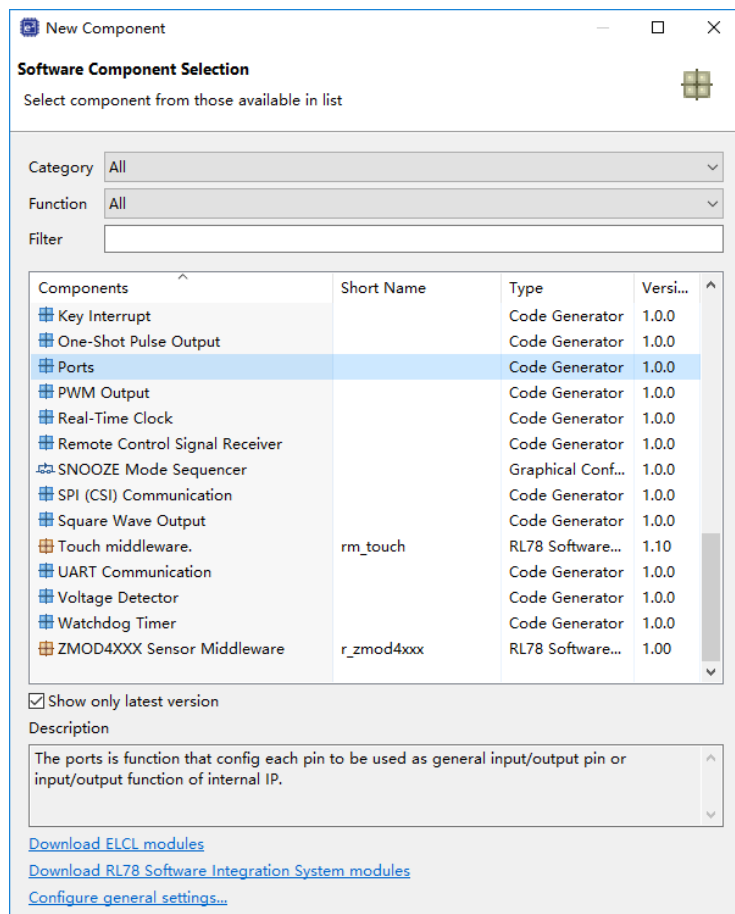 New Component
Software Component Selection
Select component from those available in list
Category All
Function All
Filter
Components Short Name Type Versi...
Key Interrupt Code Generator 1.0.0
One-Shot Pulse Output Code Generator 1.0.0
Ports Code Generator 1.0.0
PWM Output Code Generator 1.0.0
Real-Time Clock Code Generator 1.0.0
Remote Control Signal Receiver Code Generator 1.0.0
SNOOZE Mode Sequencer Graphical Conf... 1.0.0
SPI (CSI) Communication Code Generator 1.0.0
Square Wave Output Code Generator 1.0.0
Touch middleware. rm_touch RL78 Software... 1.10
UART Communication Code Generator 1.0.0
Voltage Detector Code Generator 1.0.0
Watchdog Timer Code Generator 1.0.0
ZMOD4XXX Sensor Middleware r_zmod4xxx RL78 Software... 1.00
Show only latest version
Description
The ports is function that config each pin to be used as general input/output pin or
input/output function of internal IP.
Download ELCL modules
Download RL78 Software Integration System modules
Configure general settings...